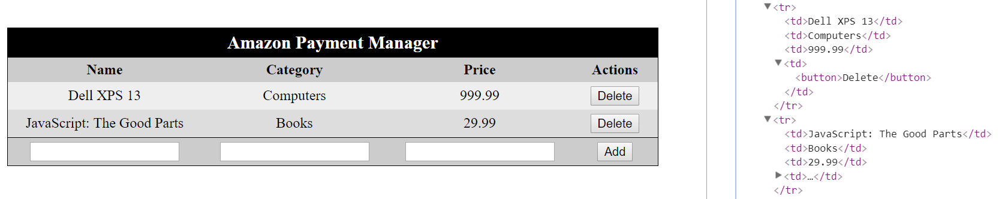 Amazon Payment Manager
Name Category Price Actions
Dell XPS 13 Computers 999.99 Delete
JavaScript: The Good Parts Books 29.99 Delete
Add
▼<tr>
<td>Dell XPS 13</td>
<td>Computers</td>
<td>999.99</td>
▼<td>
<button>Delete</button>
</td>
</tr>
▼<tr>
<td>JavaScript: The Good Parts</td>
<td>Books</td>
<td>29.99</td>
▶<td>…</td>
</tr>